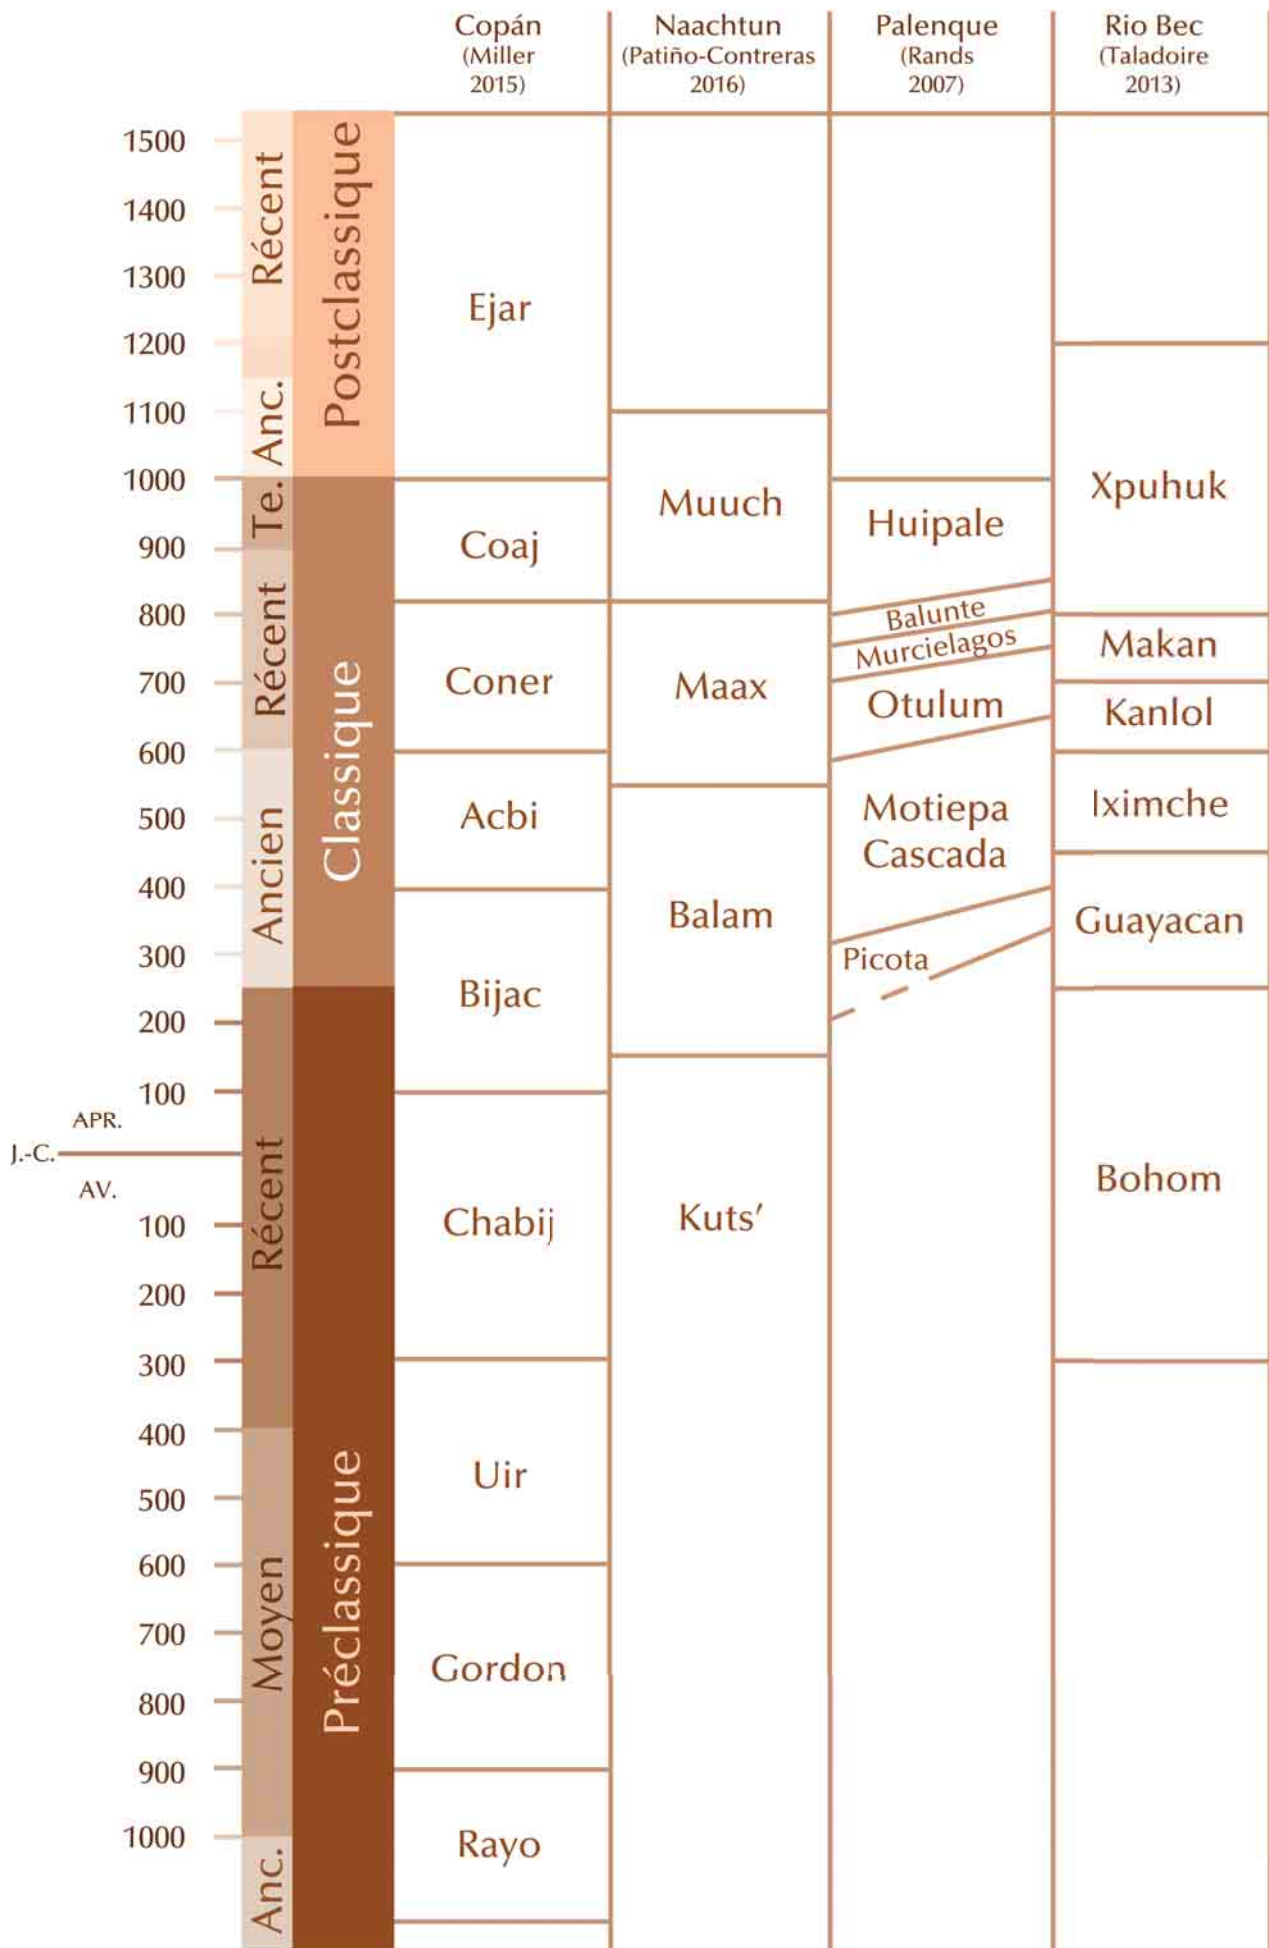 Copán
(Miller
2015)
Naachtun
(Patiño-Contreras
2016)
Palenque
(Rands
2007)
Rio Bec
(Taladoire
2013)
1500
1400
1300
1200
1100
1000
900
800
700
600
500
400
300
200
100
APR.
J.-C.
AV.
100
200
300
400
500
600
700
800
900
1000
Récent
Anc.
Te.
Récent
Ancien
Récent
Moyen
Anc.
Postclassique
Classique
Préclassique
Ejar
Coaj
Coner
Acbi
Bijac
Chabij
Uir
Gordon
Rayo
Muuch
Maax
Balam
Kuts’
Huipale
Balunte
Murcielagos
Otulum
Motiepa
Cascada
Picota
Xpuhuk
Makan
Kanlol
Iximche
Guayacan
Bohom